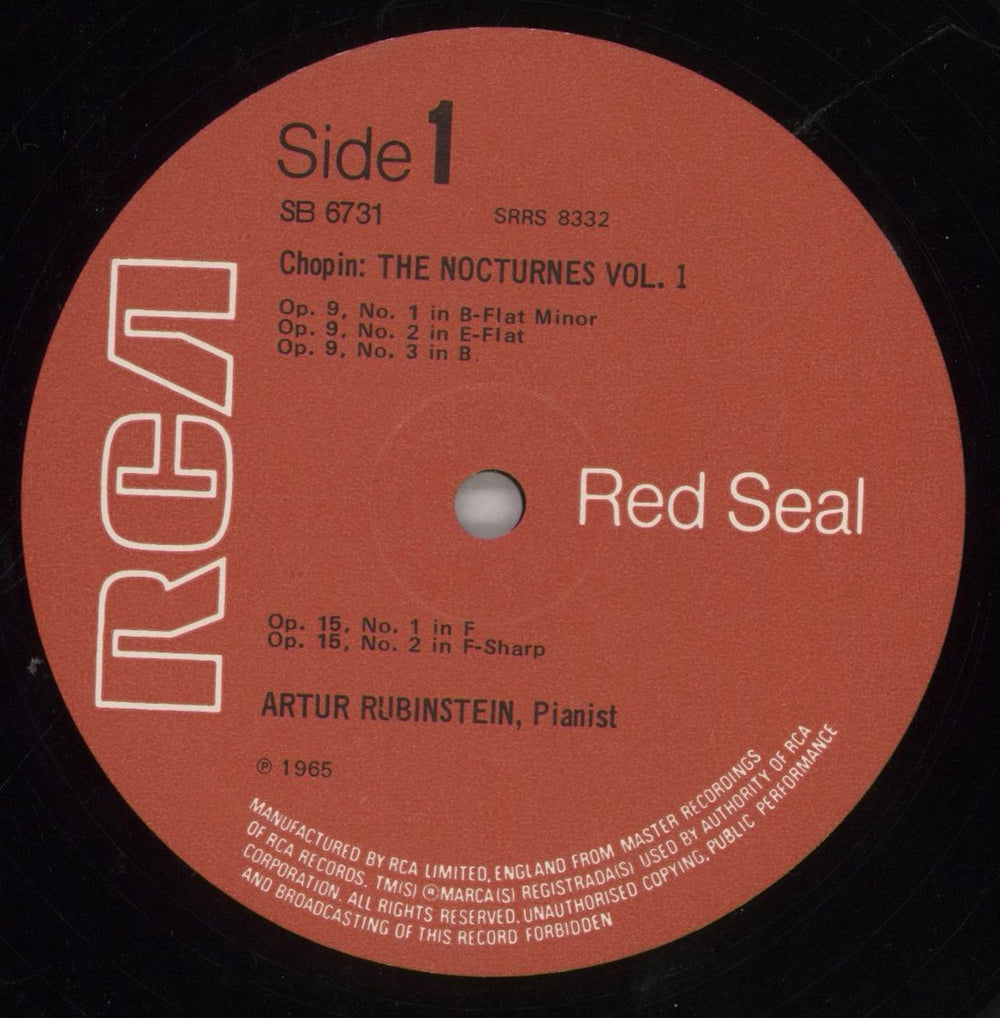 Side 1
SB 6731 SRRS 8332
Chopin: THE NOCTURNES VOL. 1
Op. 9, No. 1 in B-Flat Minor
Op. 9, No. 2 in E-Flat
Op. 9, No. 3 in B
RCA
Red Seal
Op. 15, No. 1 in F
Op. 15, No. 2 in F-Sharp
ARTUR RUBINSTEIN, Pianist
℗ 1965
MANUFACTURED BY RCA LIMITED, ENGLAND FROM MASTER RECORDINGS
OF RCA RECORDS. TM(S) ® MARCA(S) REGISTRADA(S) USED BY AUTHORITY OF RCA
CORPORATION. ALL RIGHTS RESERVED. UNAUTHORISED COPYING, PUBLIC PERFORMANCE
AND BROADCASTING OF THIS RECORD FORBIDDEN